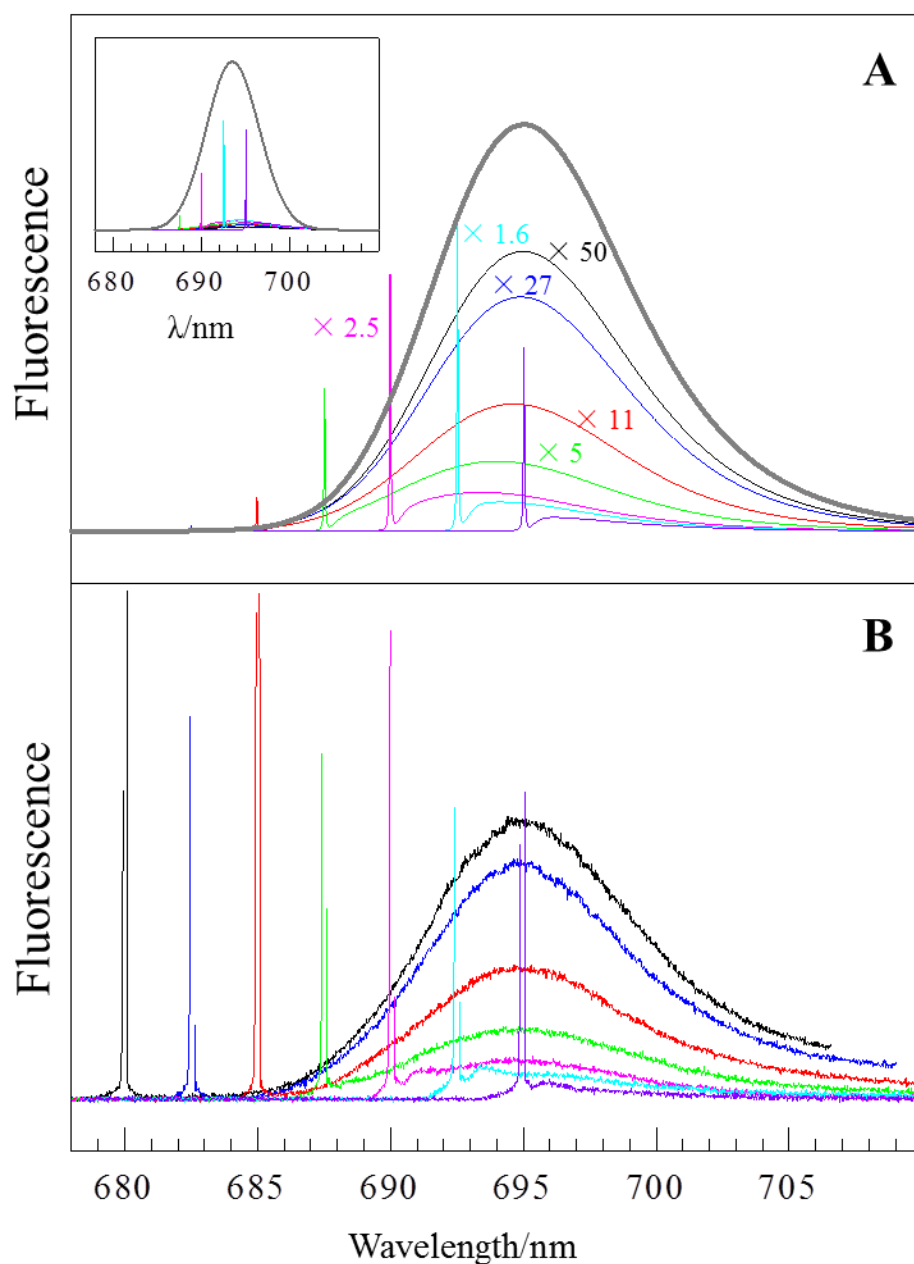 A
Fluorescence
680 690 700
λ/nm
× 1.6
× 50
× 27
× 2.5
× 11
× 5
B
Fluorescence
680 685 690 695 700 705
Wavelength/nm